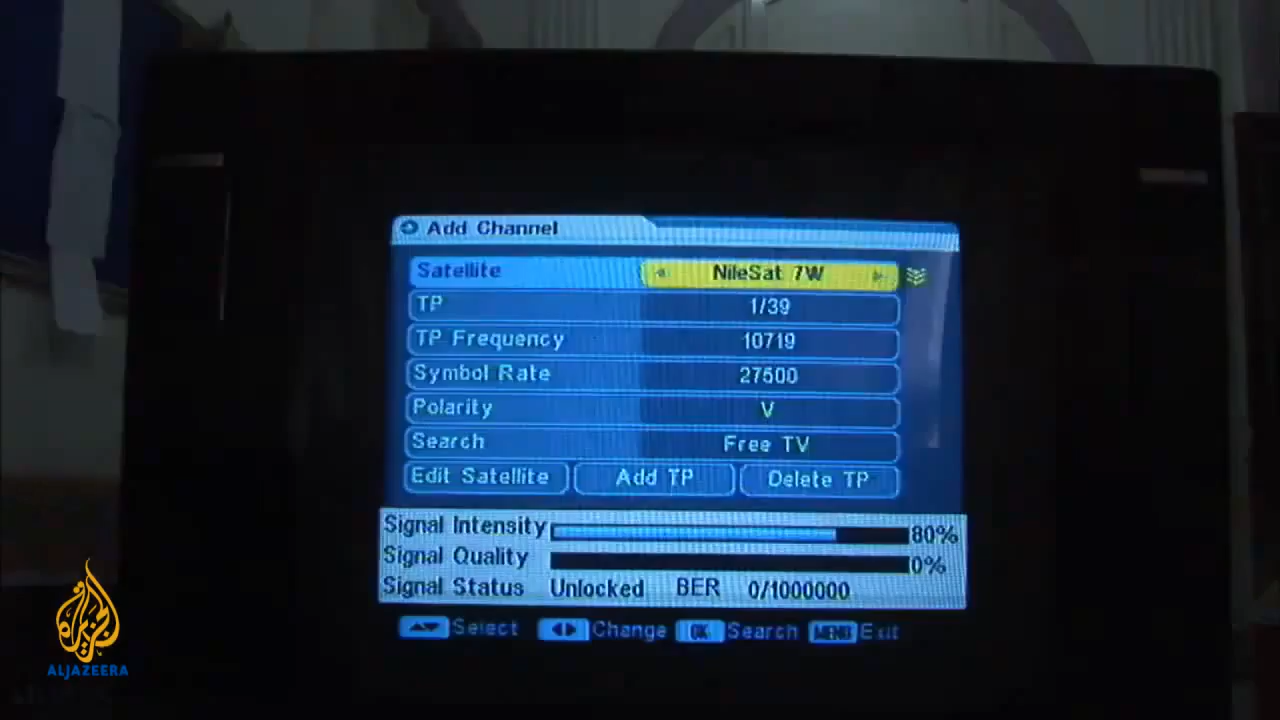 Add Channel
Satellite NileSat 7W
TP 1/39
TP Frequency 10719
Symbol Rate 27500
Polarity V
Search Free TV
Edit Satellite Add TP Delete TP
Signal Intensity 80%
Signal Quality 0%
Signal Status Unlocked BER 0/1000000
Select Change OK Search MENU Exit
الجزيرة
ALJAZEERA